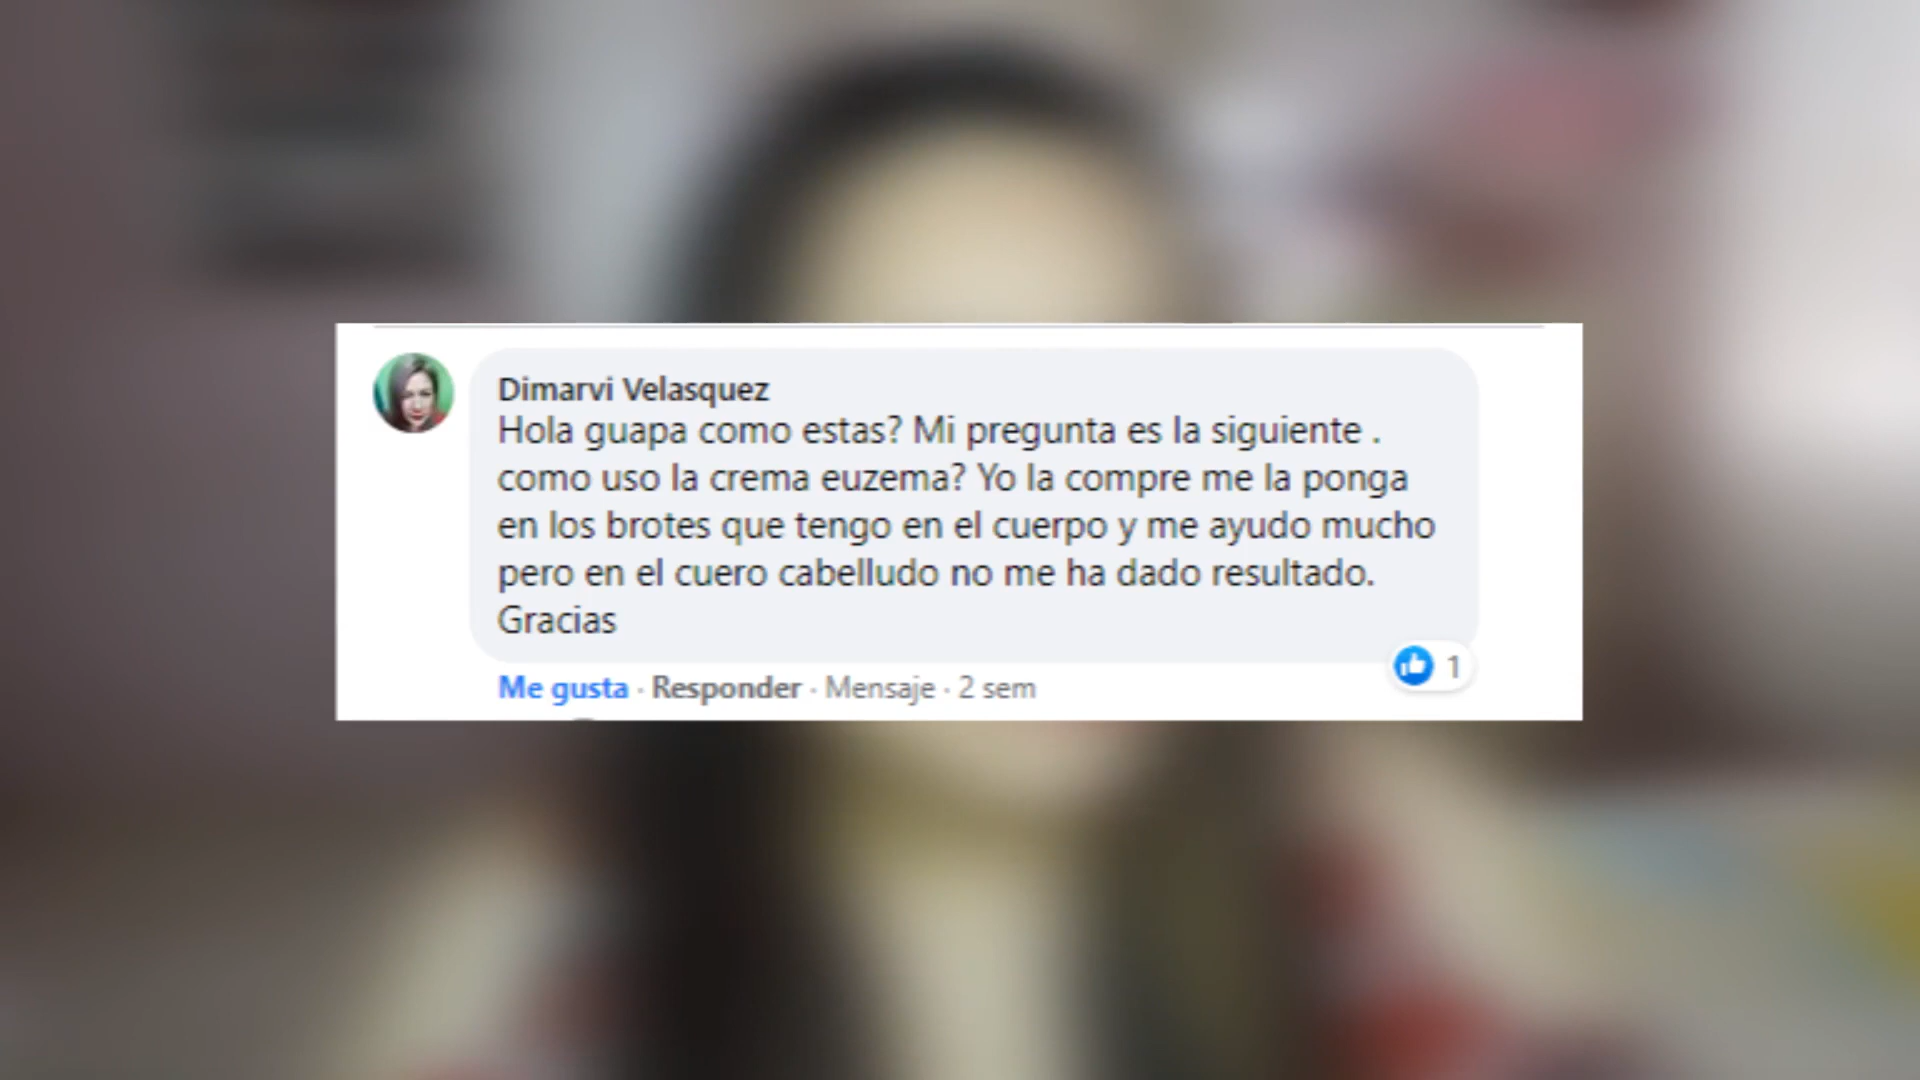 Dimarvi Velasquez
Hola guapa como estas? Mi pregunta es la siguiente .
como uso la crema euzema? Yo la compre me la ponga
en los brotes que tengo en el cuerpo y me ayudo mucho
pero en el cuero cabelludo no me ha dado resultado.
Gracias
1
Me gusta · Responder · Mensaje · 2 sem